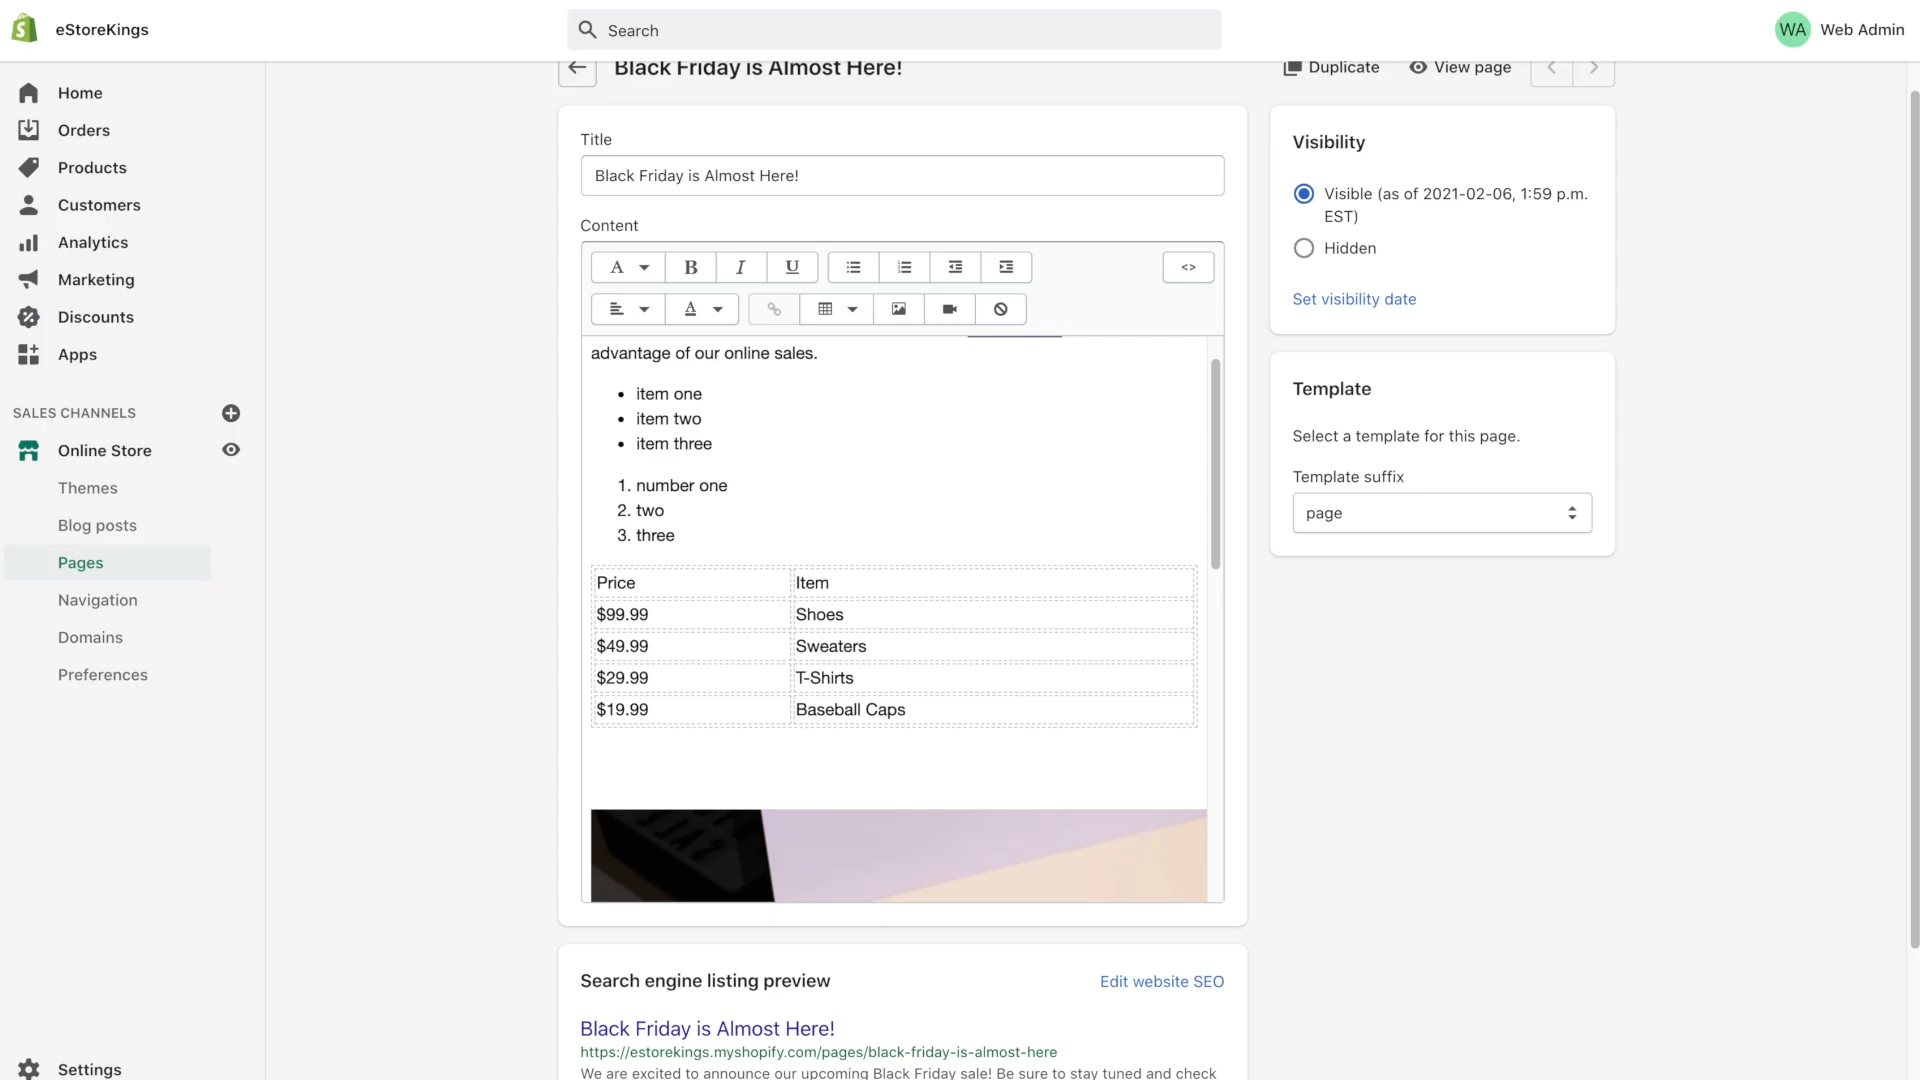 eStoreKings
Search
WA Web Admin
Home
Orders
Products
Customers
Analytics
Marketing
Discounts
Apps
SALES CHANNELS
Online Store
Themes
Blog posts
Pages
Navigation
Domains
Preferences
Settings
Black Friday is Almost Here!
Duplicate
View page
Title
Black Friday is Almost Here!
Content
A B I U <>
A
advantage of our online sales.
• item one
• item two
• item three
1. number one
2. two
3. three
Price Item
$99.99 Shoes
$49.99 Sweaters
$29.99 T-Shirts
$19.99 Baseball Caps
Search engine listing preview
Edit website SEO
Black Friday is Almost Here!
https://estorekings.myshopify.com/pages/black-friday-is-almost-here
We are excited to announce our upcoming Black Friday sale! Be sure to stay tuned and check
Visibility
Visible (as of 2021-02-06, 1:59 p.m.
EST)
Hidden
Set visibility date
Template
Select a template for this page.
Template suffix
page